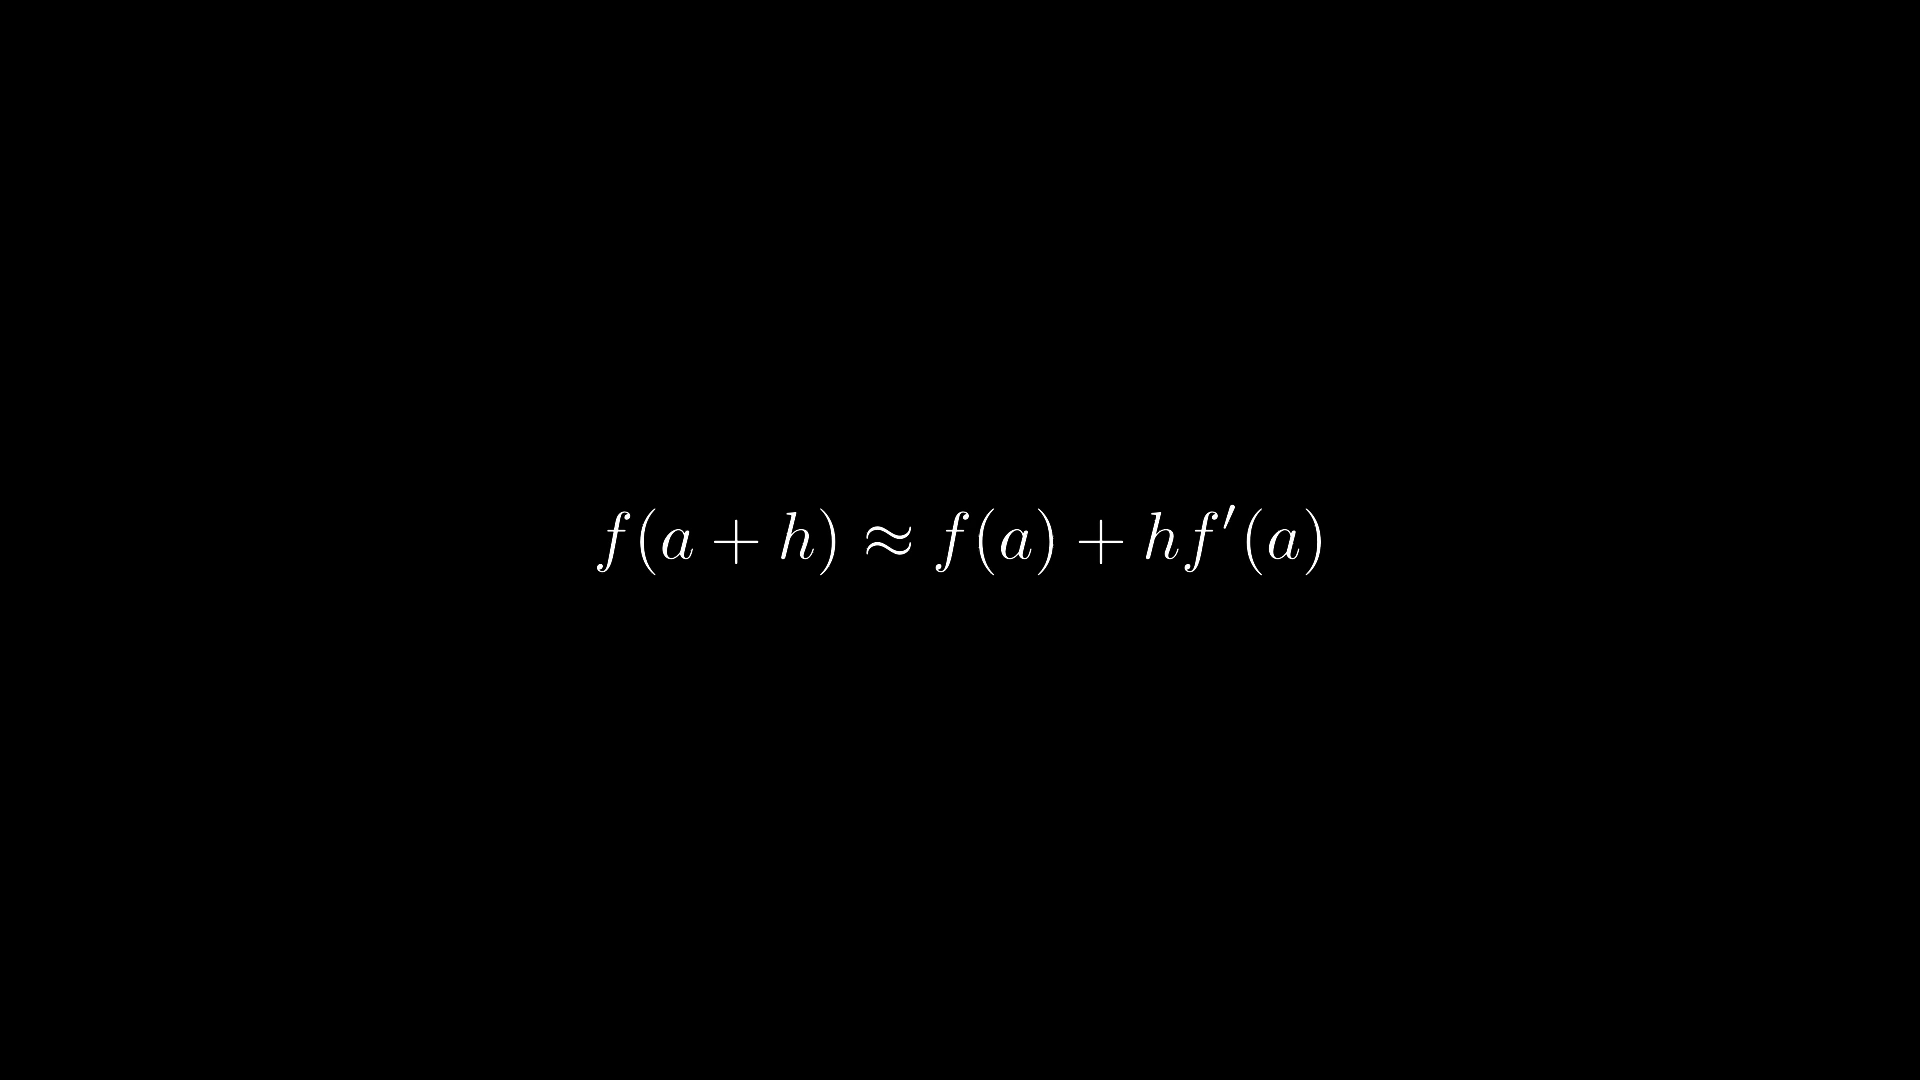 f(a + h) ≈ f(a) + hf′(a)